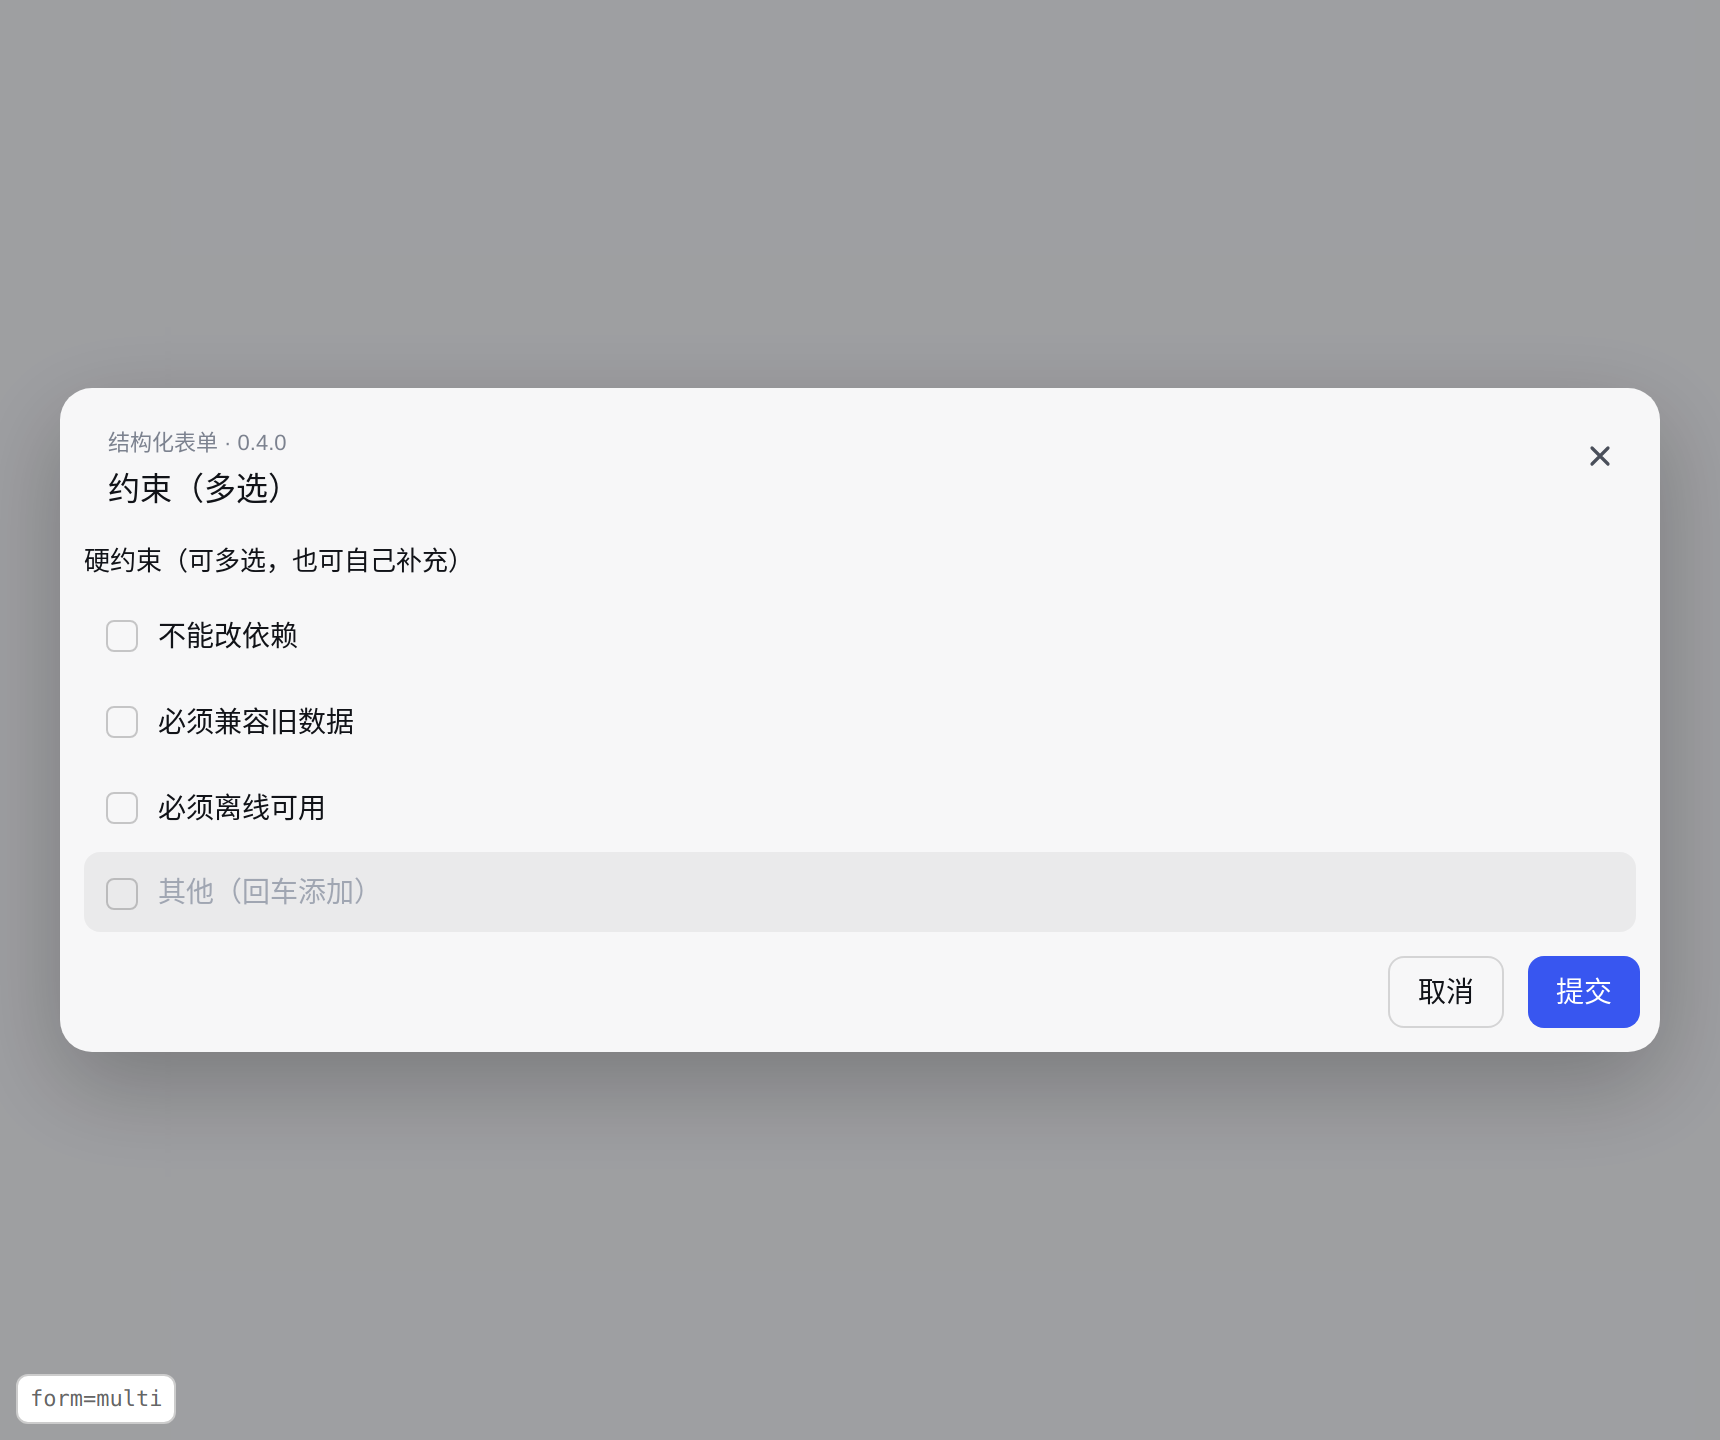 结构化表单 · 0.4.0
约束（多选）
硬约束（可多选，也可自己补充）
不能改依赖
必须兼容旧数据
必须离线可用
其他（回车添加）
取消
提交
form=multi